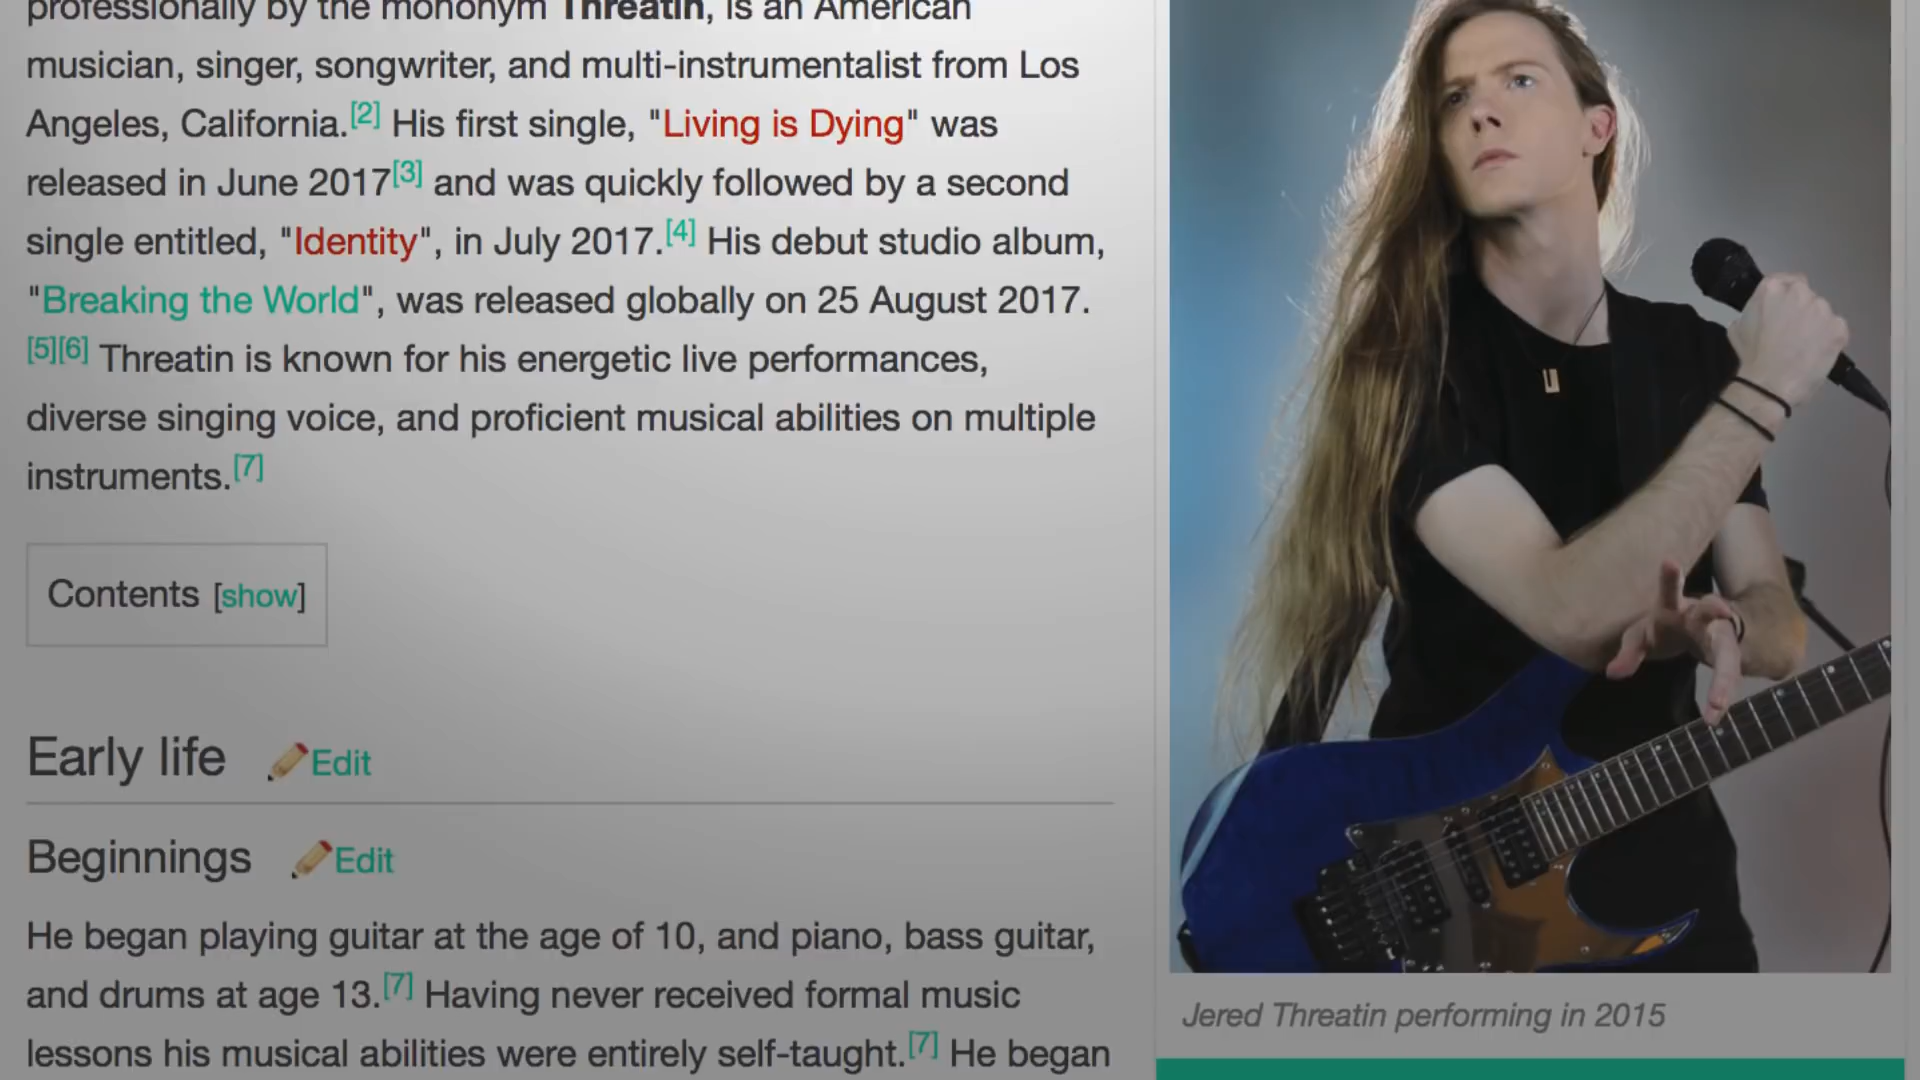 professionally by the mononym Threatin, is an American
musician, singer, songwriter, and multi-instrumentalist from Los
Angeles, California.[2] His first single, "Living is Dying" was
released in June 2017[3] and was quickly followed by a second
single entitled, "Identity", in July 2017.[4] His debut studio album,
"Breaking the World", was released globally on 25 August 2017.
[5][6] Threatin is known for his energetic live performances,
diverse singing voice, and proficient musical abilities on multiple
instruments.[7]
Contents [show]
Early life Edit
Beginnings Edit
He began playing guitar at the age of 10, and piano, bass guitar,
and drums at age 13.[7] Having never received formal music
lessons his musical abilities were entirely self-taught.[7] He began
Jered Threatin performing in 2015